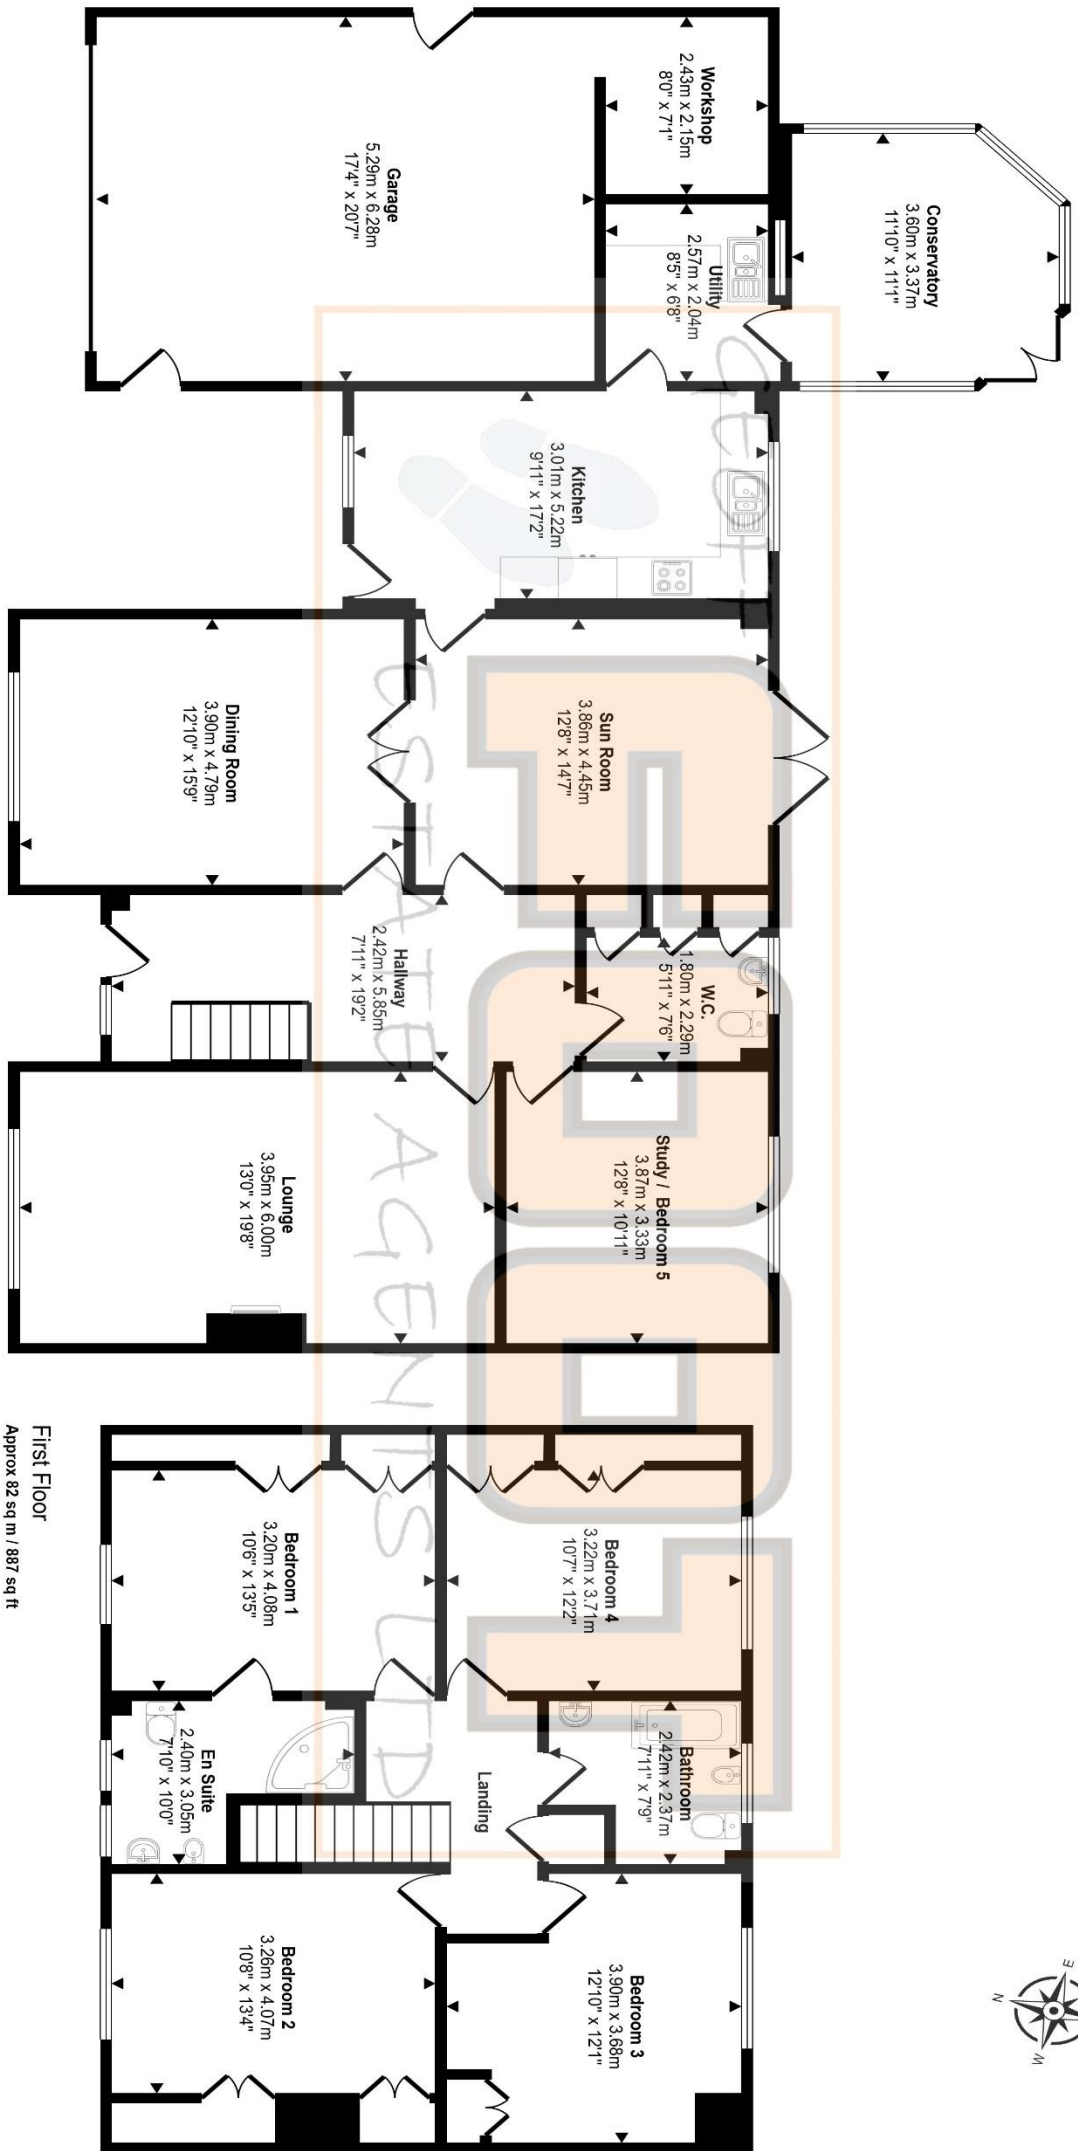 Conservatory
3.60m x 3.37m
11'10" x 11'1"
Workshop
2.43m x 2.15m
8'0" x 7'1"
Utility
2.57m x 2.04m
8'5" x 6'8"
Garage
5.29m x 6.28m
17'4" x 20'7"
Kitchen
3.01m x 5.22m
9'11" x 17'2"
Sun Room
3.86m x 4.45m
12'8" x 14'7"
Dining Room
3.90m x 4.79m
12'10" x 15'9"
W.C.
1.80m x 2.29m
5'11" x 7'6"
Hallway
2.42m x 5.85m
7'11" x 19'2"
Study / Bedroom 5
3.87m x 3.33m
12'8" x 10'11"
Lounge
3.95m x 6.00m
13'0" x 19'8"
Bedroom 4
3.22m x 3.71m
10'7" x 12'2"
Bedroom 1
3.20m x 4.08m
10'6" x 13'5"
Bathroom
2.42m x 2.37m
7'11" x 7'9"
Landing
En Suite
2.40m x 3.05m
7'10" x 10'0"
Bedroom 3
3.90m x 3.68m
12'10" x 12'1"
Bedroom 2
3.26m x 4.07m
10'8" x 13'4"
First Floor
Approx 82 sq m / 887 sq ft
N
E
W
GEOFF
FOOT
ESTATE AGENTS LTD